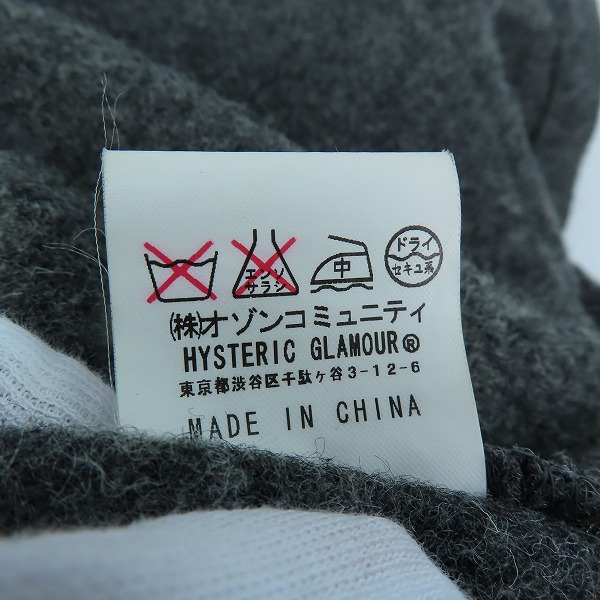 エンソ
サラシ
中
ドライ
セキユ系
(株)オゾンコミュニティ
HYSTERIC GLAMOUR®
東京都渋谷区千駄ヶ谷3-12-6
MADE IN CHINA